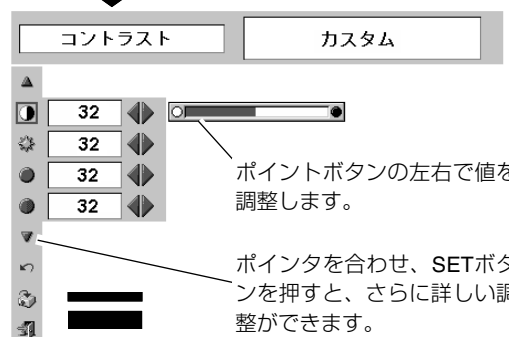 コントラスト カスタム
32
32
32
32
ポイントボタンの左右で値を
調整します。
ポインタを合わせ、SETボタ
ンを押すと、さらに詳しい調
整ができます。